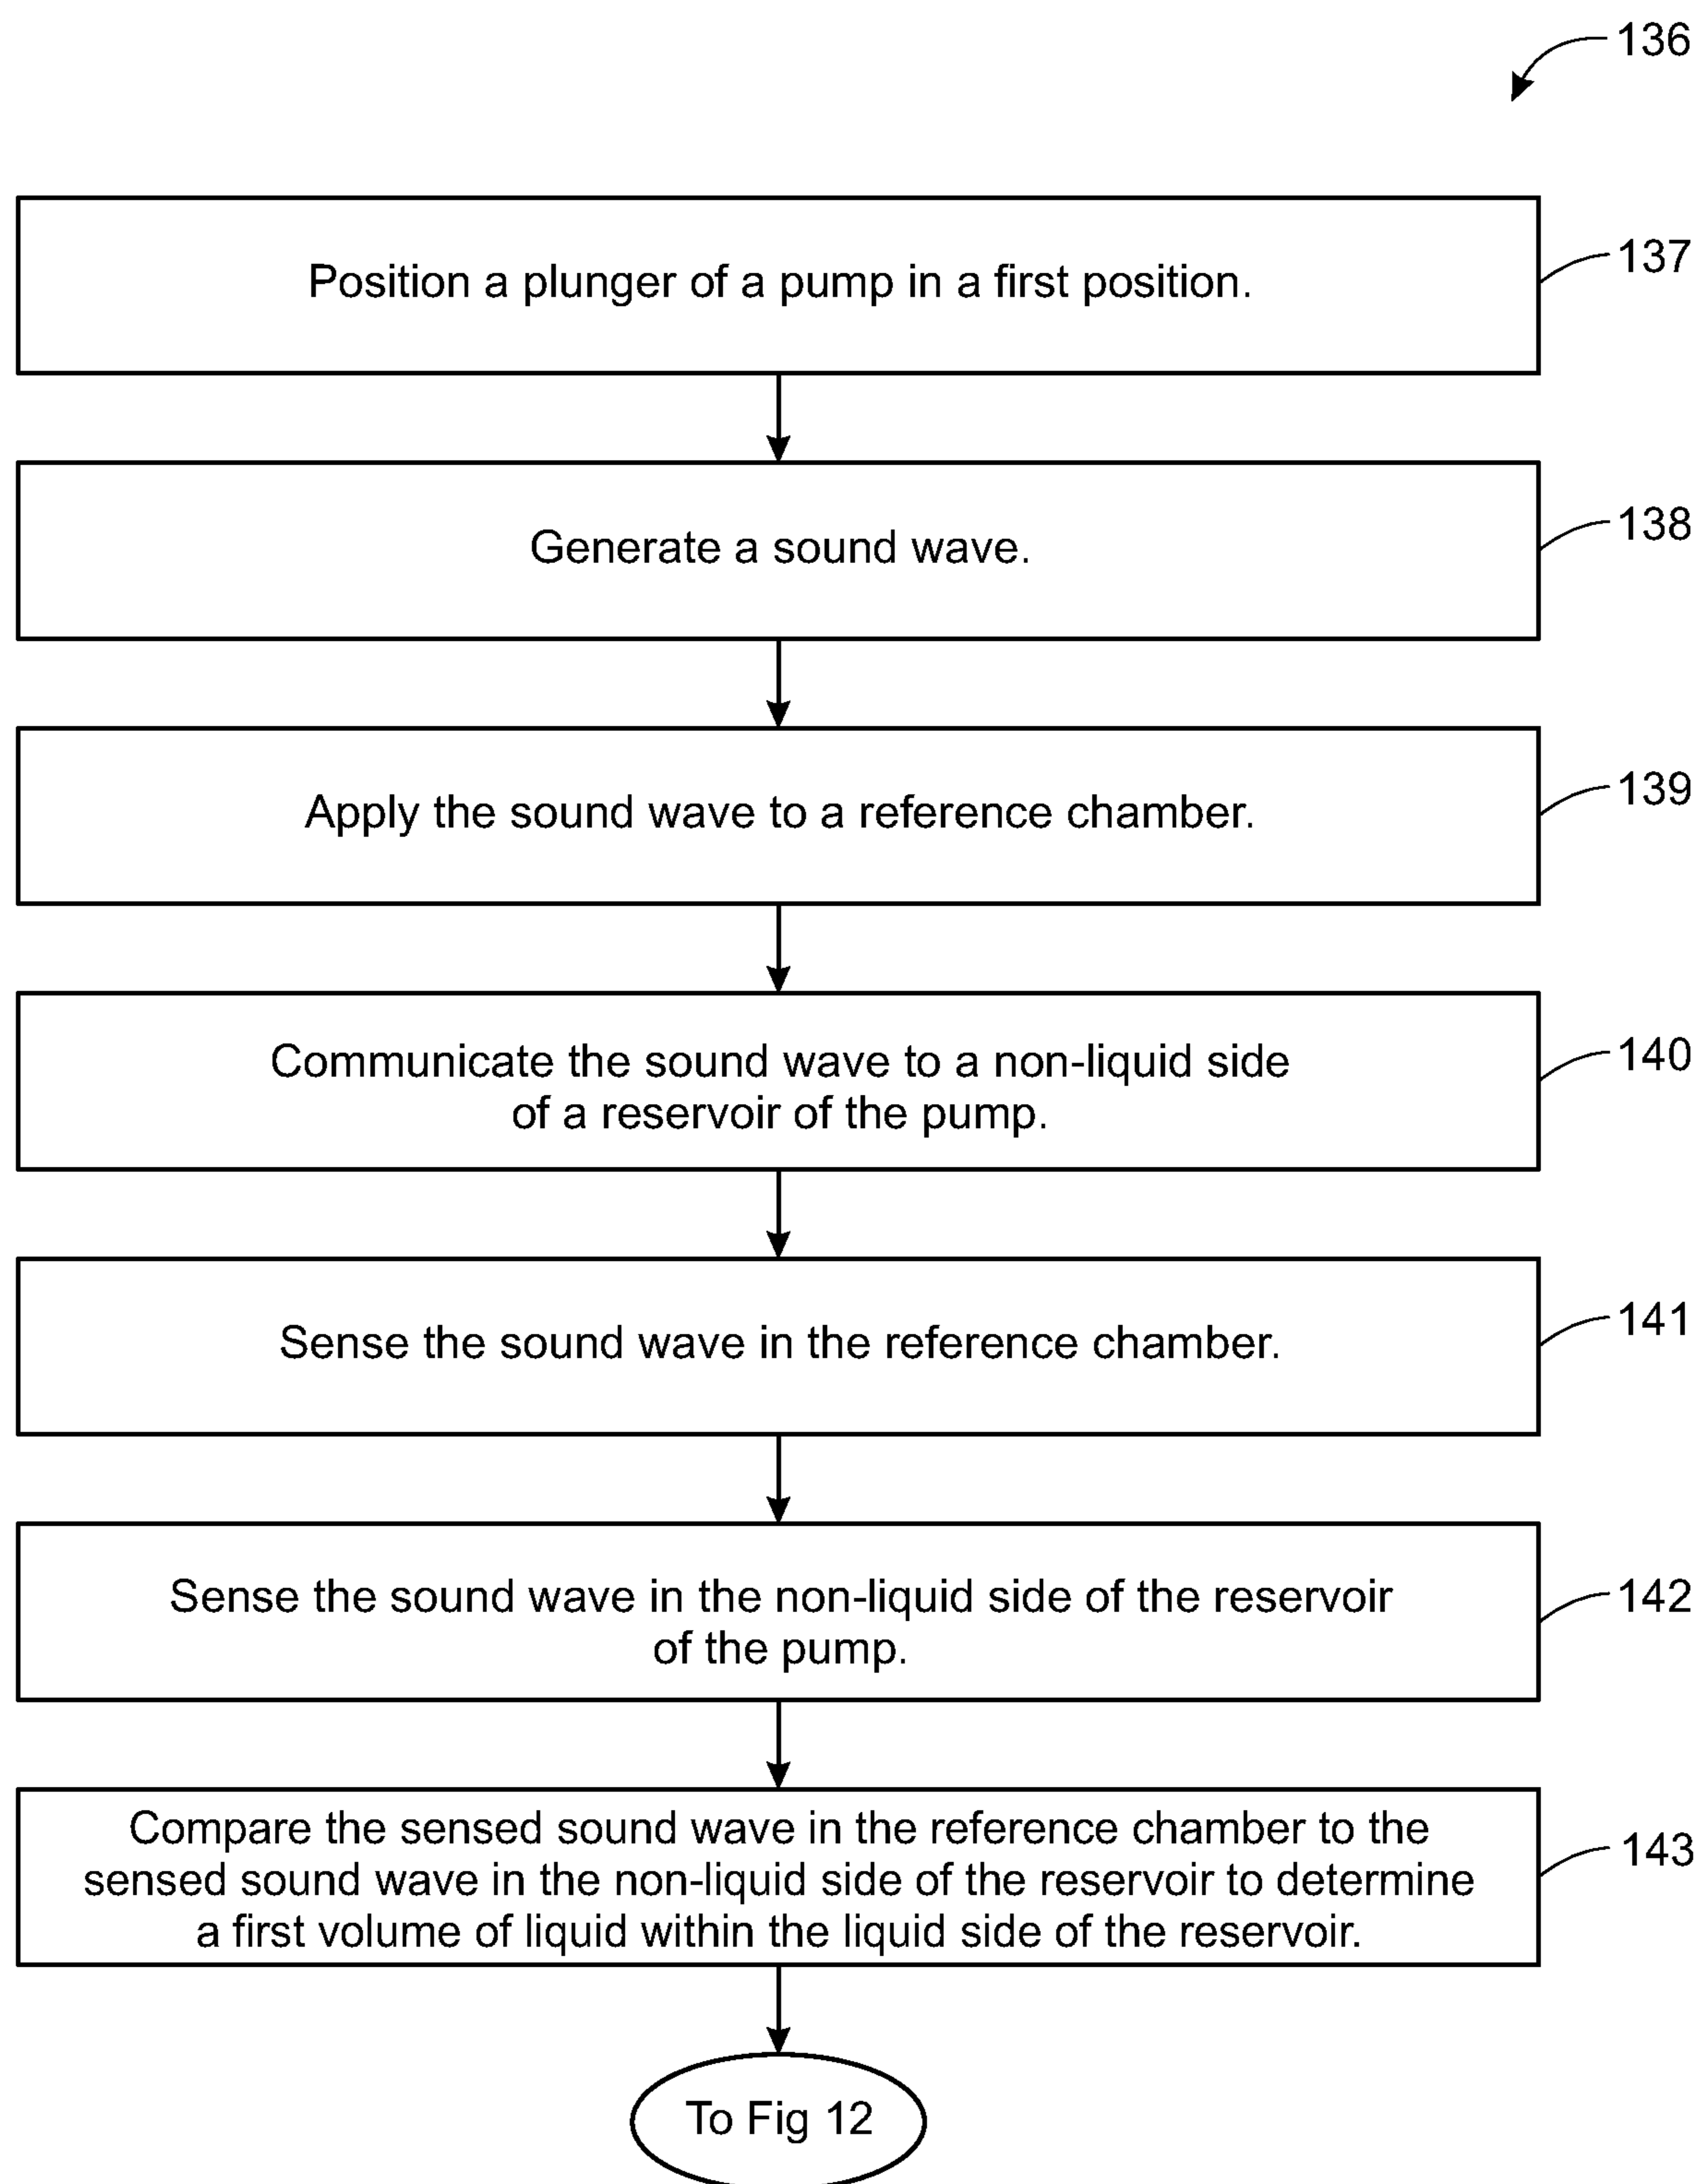 136
Position a plunger of a pump in a first position.
137
Generate a sound wave.
138
Apply the sound wave to a reference chamber.
139
Communicate the sound wave to a non-liquid side
of a reservoir of the pump.
140
Sense the sound wave in the reference chamber.
141
Sense the sound wave in the non-liquid side of the reservoir
of the pump.
142
Compare the sensed sound wave in the reference chamber to the
sensed sound wave in the non-liquid side of the reservoir to determine
a first volume of liquid within the liquid side of the reservoir.
143
To Fig 12